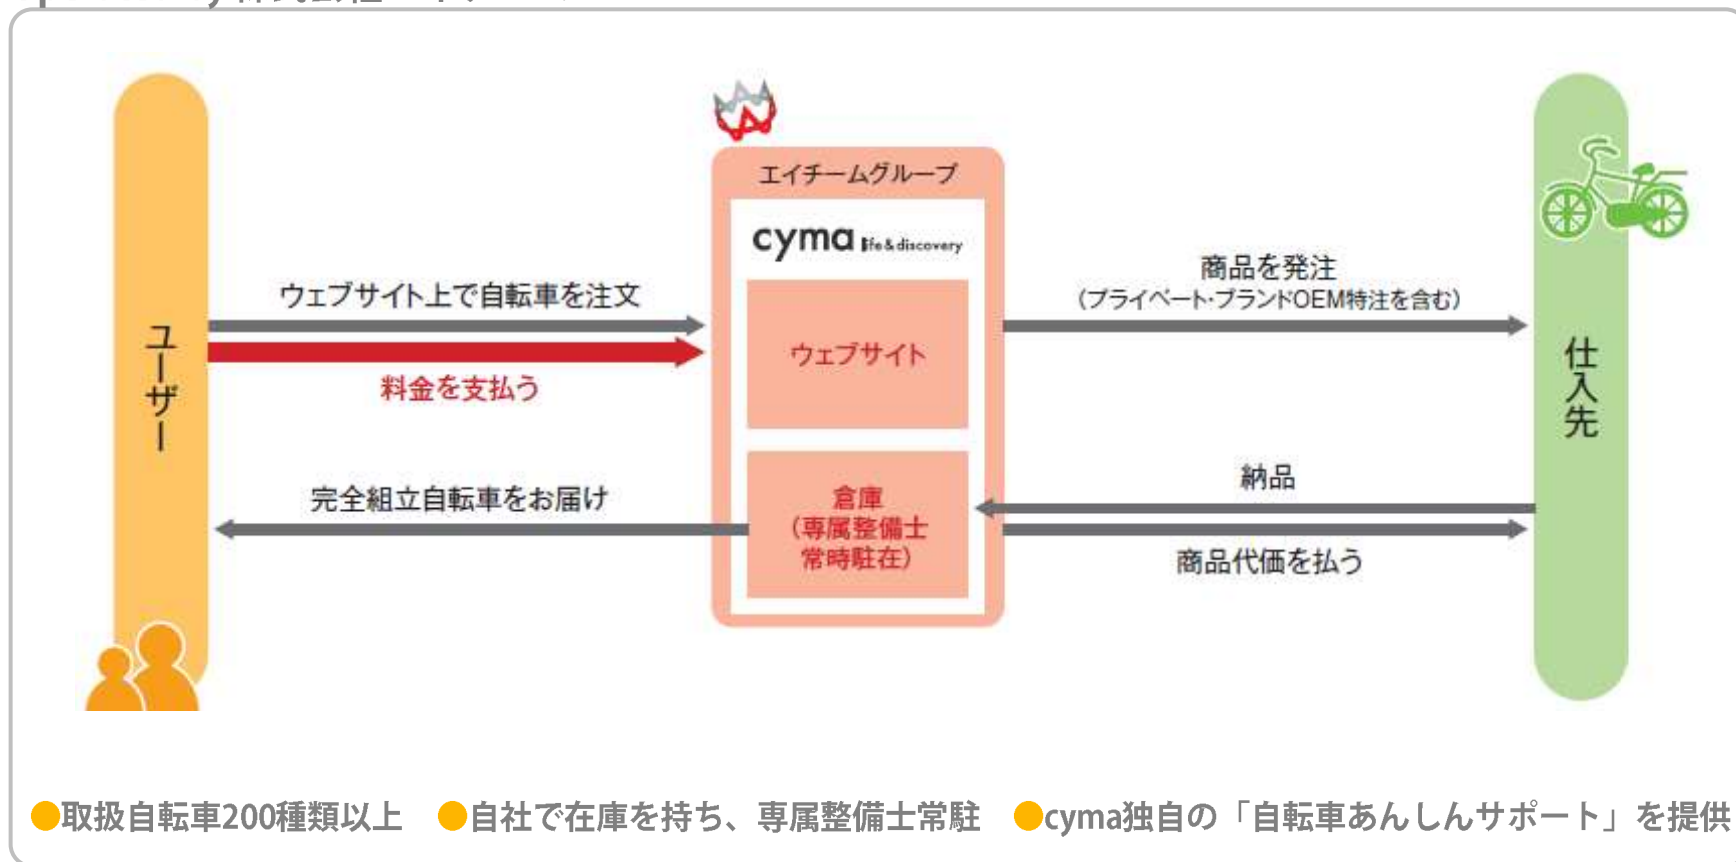 エイチームグループ
cyma life & discovery
ウェブサイト上で自転車を注文
料金を支払う
完全組立自転車をお届け
ユーザー
ウェブサイト
倉庫
(専属整備士
常時駐在)
商品を発注
(プライベート・ブランドOEM特注を含む)
納品
商品代価を払う
仕入先
●取扱自転車200種類以上 ●自社で在庫を持ち、専属整備士常駐 ●cyma独自の「自転車あんしんサポート」を提供